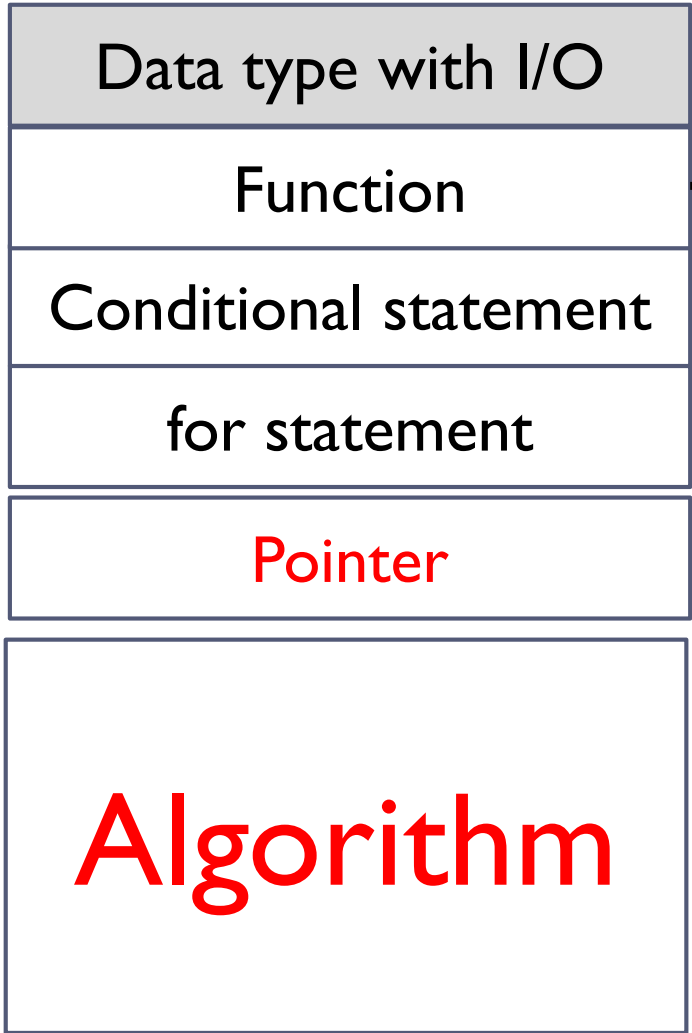 Data type with I/O
Function
Conditional statement
for statement
Pointer
Algorithm